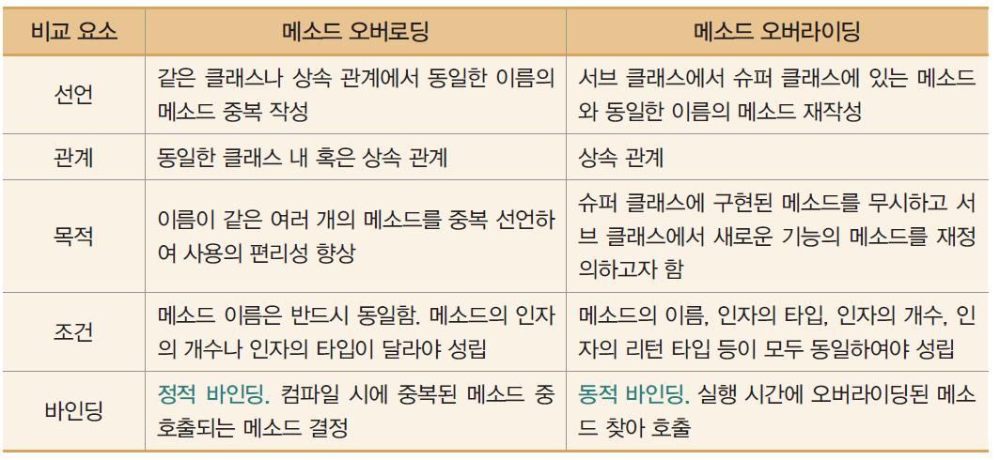 비교 요소 메소드 오버로딩 메소드 오버라이딩
선언
같은 클래스나 상속 관계에서 동일한 이름의
메소드 중복 작성
서브 클래스에서 슈퍼 클래스에 있는 메소드
와 동일한 이름의 메소드 재작성
관계
동일한 클래스 내 혹은 상속 관계
상속 관계
목적
이름이 같은 여러 개의 메소드를 중복 선언하
여 사용의 편리성 향상
슈퍼 클래스에 구현된 메소드를 무시하고 서
브 클래스에서 새로운 기능의 메소드를 재정
의하고자 함
조건
메소드 이름은 반드시 동일함. 메소드의 인자
의 개수나 인자의 타입이 달라야 성립
메소드의 이름, 인자의 타입, 인자의 개수, 인
자의 리턴 타입 등이 모두 동일하여야 성립
바인딩
정적 바인딩. 컴파일 시에 중복된 메소드 중
호출되는 메소드 결정
동적 바인딩. 실행 시간에 오버라이딩된 메소
드 찾아 호출